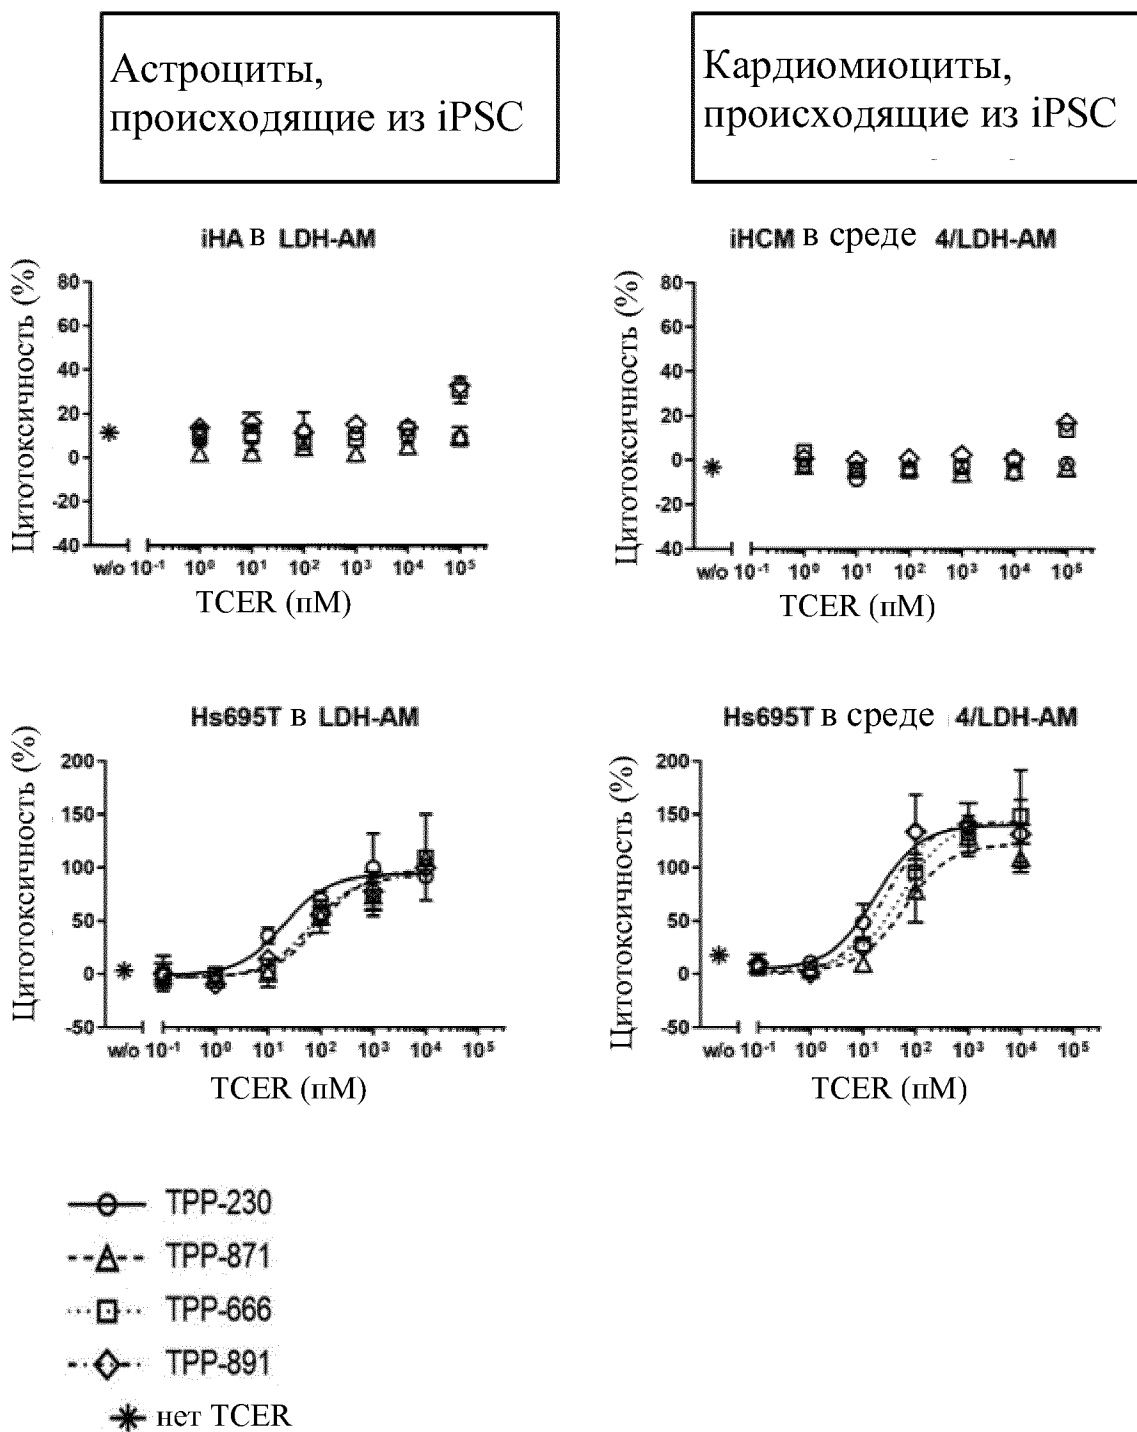 Астроциты,
происходящие из iPSC
Кардиомиоциты,
происходящие из iPSC
iHA в LDH-AM
Цитотоксичность (%)
80
60
40
20
0
-20
-40
w/o 10⁻¹ 10⁰ 10¹ 10² 10³ 10⁴ 10⁵
TCER (пМ)
iHCM в среде 4/LDH-AM
Цитотоксичность (%)
80
60
40
20
0
-20
-40
w/o 10⁻¹ 10⁰ 10¹ 10² 10³ 10⁴ 10⁵
TCER (пМ)
Hs695T в LDH-AM
Цитотоксичность (%)
200
150
100
50
0
-50
w/o 10⁻¹ 10⁰ 10¹ 10² 10³ 10⁴ 10⁵
TCER (пМ)
Hs695T в среде 4/LDH-AM
Цитотоксичность (%)
200
150
100
50
0
-50
w/o 10⁻¹ 10⁰ 10¹ 10² 10³ 10⁴ 10⁵
TCER (пМ)
TPP-230
TPP-871
TPP-666
TPP-891
нет TCER